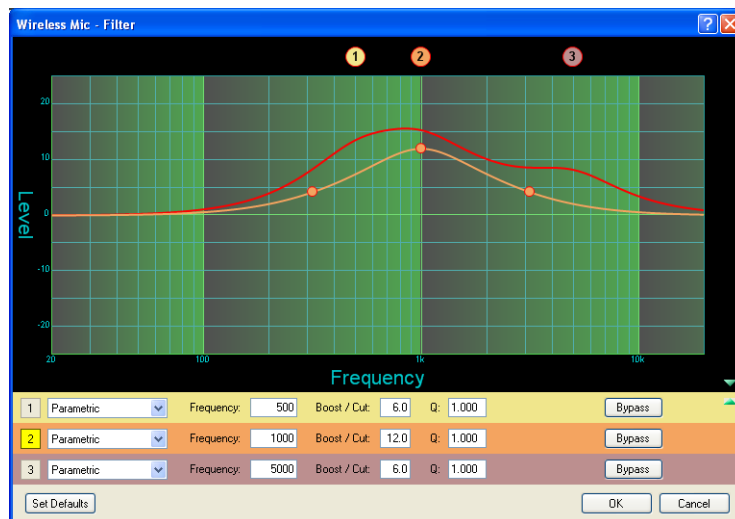 Wireless Mic - Filter
1 2 3
20
10
0
-10
-20
Level
20 100 1k 10k
Frequency
1 Parametric Frequency: 500 Boost / Cut: 6.0 Q: 1.000 Bypass
2 Parametric Frequency: 1000 Boost / Cut: 12.0 Q: 1.000 Bypass
3 Parametric Frequency: 5000 Boost / Cut: 6.0 Q: 1.000 Bypass
Set Defaults OK Cancel